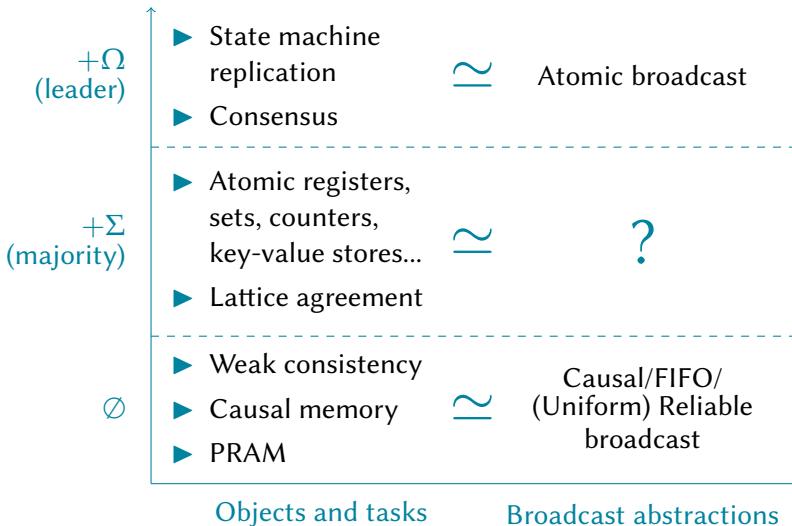 +Ω
(leader)
▶ State machine
replication
▶ Consensus
≃
Atomic broadcast
+Σ
(majority)
▶ Atomic registers,
sets, counters,
key-value stores...
▶ Lattice agreement
≃
?
∅
▶ Weak consistency
▶ Causal memory
▶ PRAM
≃
Causal/FIFO/
(Uniform) Reliable
broadcast
Objects and tasks
Broadcast abstractions